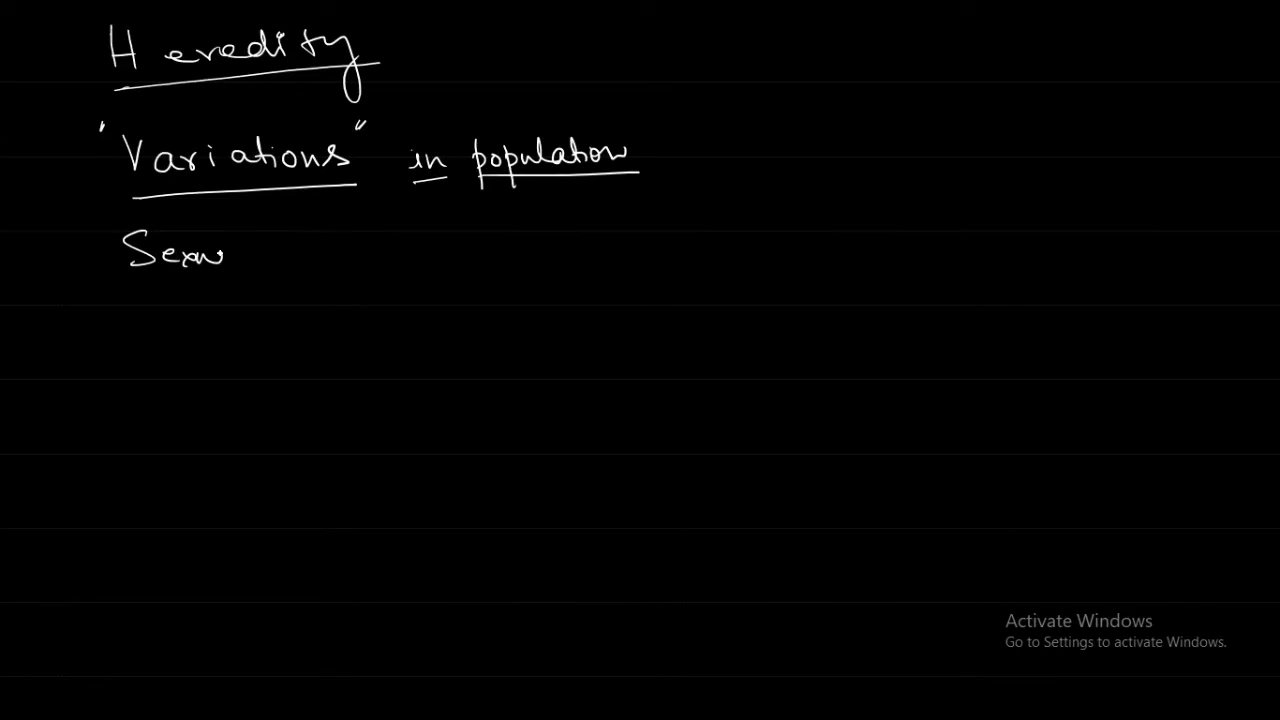 Heredity
"Variations" in population
Sexu
Activate Windows
Go to Settings to activate Windows.